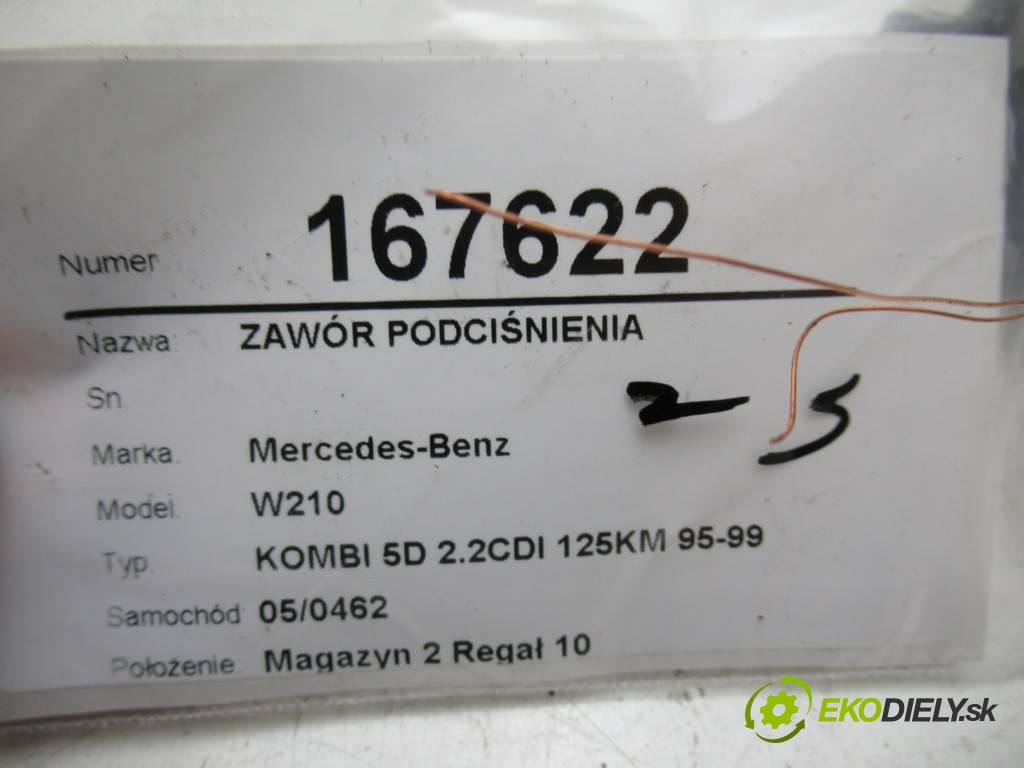 Numer 167622
Nazwa: ZAWÓR PODCIŚNIENIA
Sn.
2-5
Marka. Mercedes-Benz
Model. W210
Typ. KOMBI 5D 2.2CDI 125KM 95-99
Samochód 05/0462
Położenie. Magazyn 2 Regał 10
EKODIELY.sk